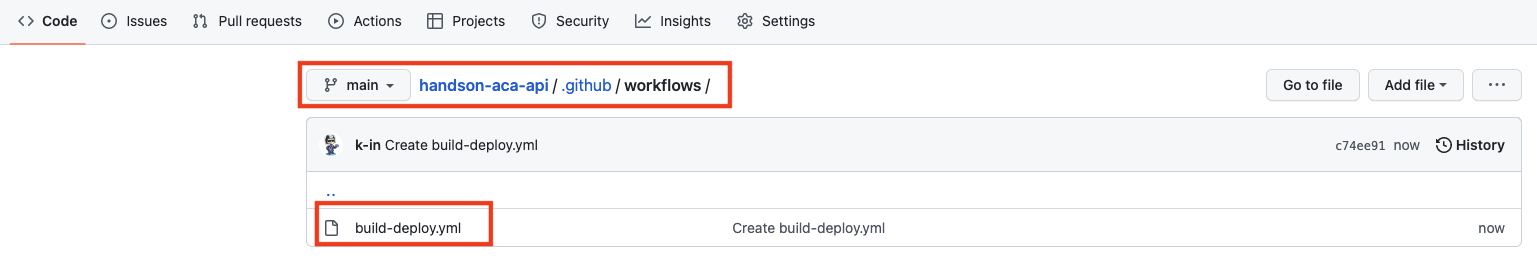 Code Issues Pull requests Actions Projects Security Insights Settings
main handson-aca-api / .github / workflows / Go to file Add file ...
k-in Create build-deploy.yml c74ee91 now History
..
build-deploy.yml Create build-deploy.yml now